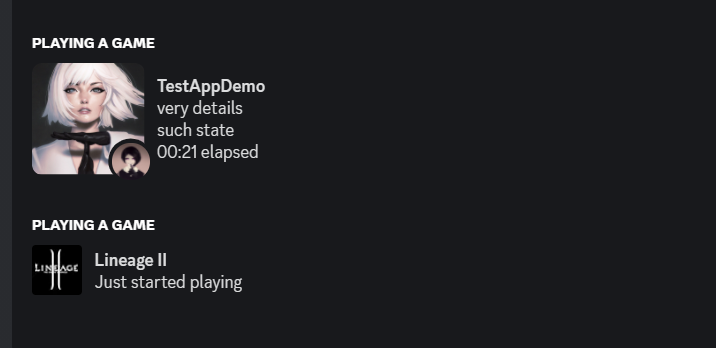 PLAYING A GAME
TestAppDemo
very details
such state
00:21 elapsed
PLAYING A GAME
LINEAGE II
Lineage II
Just started playing